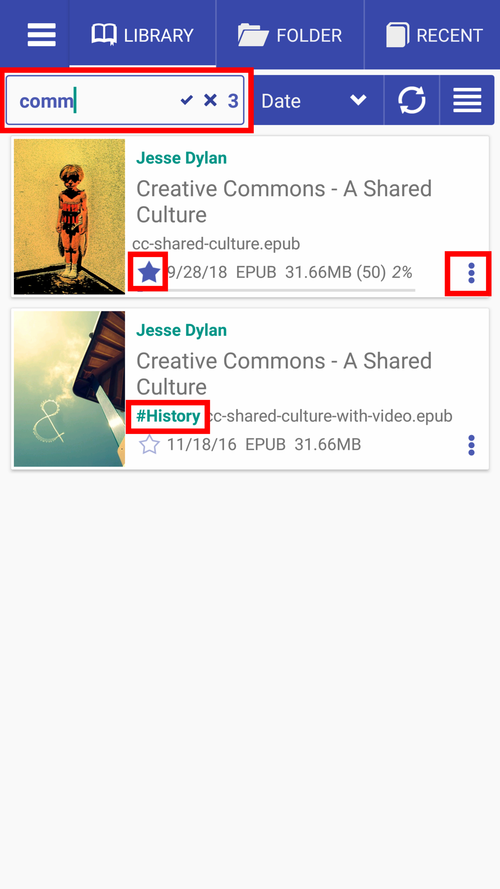 LIBRARY FOLDER RECENT
comm 3 Date
Jesse Dylan
Creative Commons - A Shared
Culture
cc-shared-culture.epub
9/28/18 EPUB 31.66MB (50) 2%
Jesse Dylan
Creative Commons - A Shared
Culture
#History cc-shared-culture-with-video.epub
11/18/16 EPUB 31.66MB
&